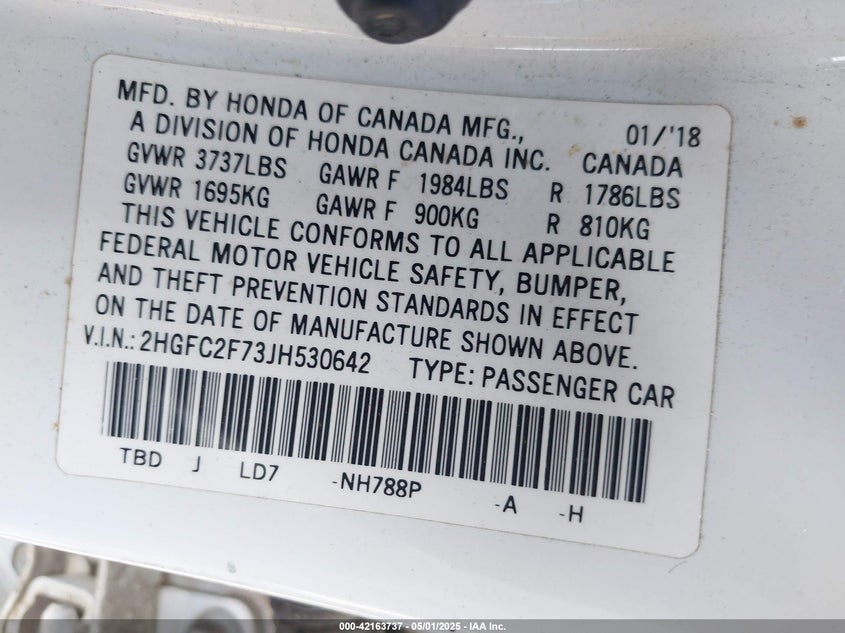 MFD. BY HONDA OF CANADA MFG., 01/'18
A DIVISION OF HONDA CANADA INC. CANADA
GVWR 3737LBS GAWR F 1984LBS R 1786LBS
GVWR 1695KG GAWR F 900KG R 810KG
THIS VEHICLE CONFORMS TO ALL APPLICABLE
FEDERAL MOTOR VEHICLE SAFETY, BUMPER,
AND THEFT PREVENTION STANDARDS IN EFFECT
ON THE DATE OF MANUFACTURE SHOWN ABOVE.
V.I.N.: 2HGFC2F73JH530642 TYPE: PASSENGER CAR
TBD J LD7 -NH788P -A -H
000-42163737 - 05/01/2025 - IAA Inc.